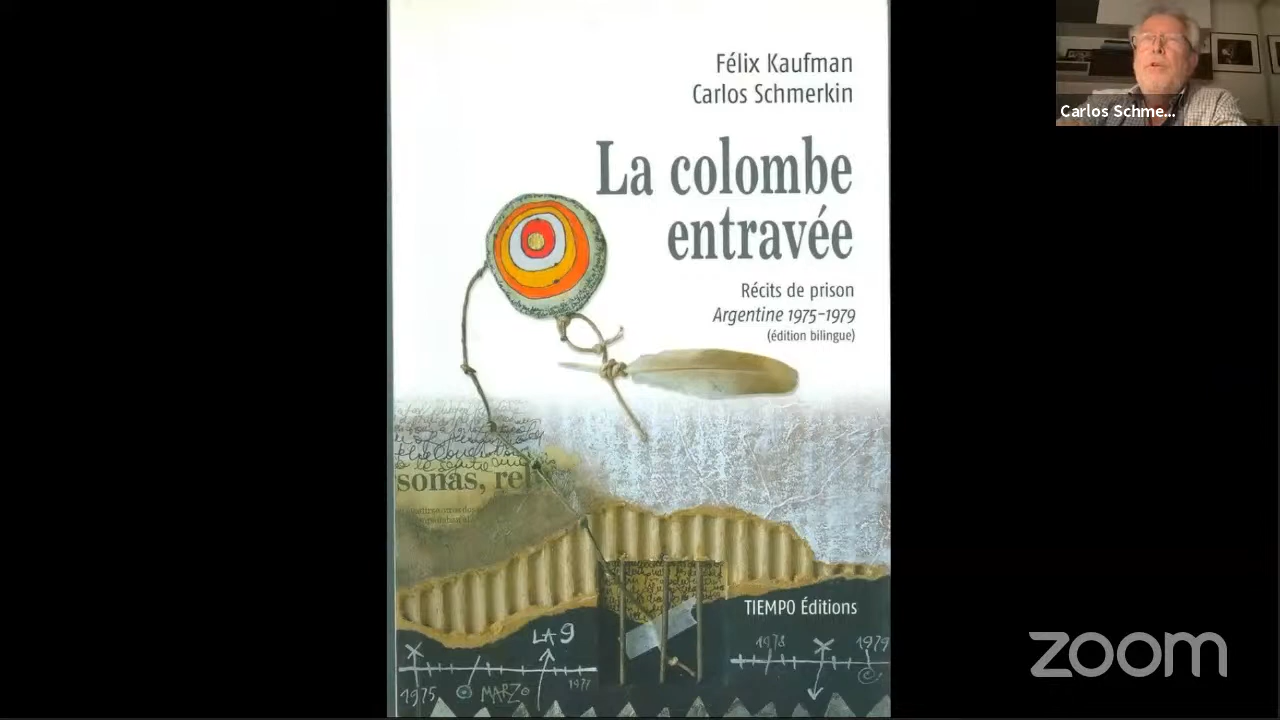 Félix Kaufman
Carlos Schmerkin
La colombe
entravée
Récits de prison
Argentine 1975–1979
(édition bilingue)
sonas, rel
TIEMPO Éditions
LA 9
1975
MARZO
1977
1978
1979
Carlos Schme...
zoom